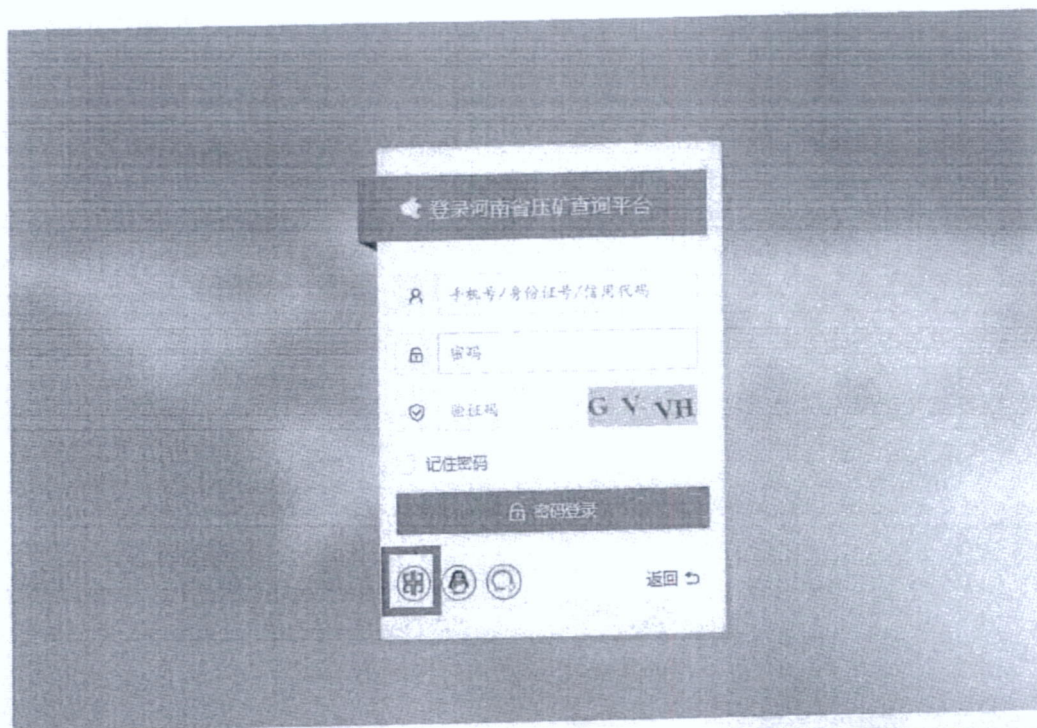 登录河南省压矿查询平台
手机号/身份证号/信用代码
密码
验证码 G V VH
记住密码
密码登录
返回